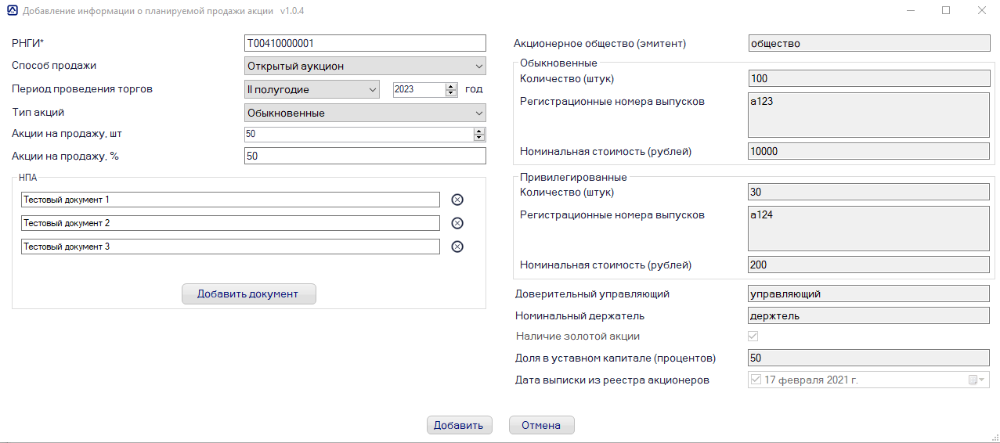 Добавление информации о планируемой продажи акции v1.0.4
РНГИ* Т00410000001
Способ продажи Открытый аукцион
Период проведения торгов II полугодие 2023 год
Тип акций Обыкновенные
Акции на продажу, шт 50
Акции на продажу, % 50
НПА
Тестовый документ 1
Тестовый документ 2
Тестовый документ 3
Добавить документ
Акционерное общество (эмитент) общество
Обыкновенные
Количество (штук) 100
Регистрационные номера выпусков а123
Номинальная стоимость (рублей) 10000
Привилегированные
Количество (штук) 30
Регистрационные номера выпусков а124
Номинальная стоимость (рублей) 200
Доверительный управляющий управляющий
Номинальный держатель держтель
Наличие золотой акции
Доля в уставном капитале (процентов) 50
Дата выписки из реестра акционеров 17 февраля 2021 г.
Добавить Отмена